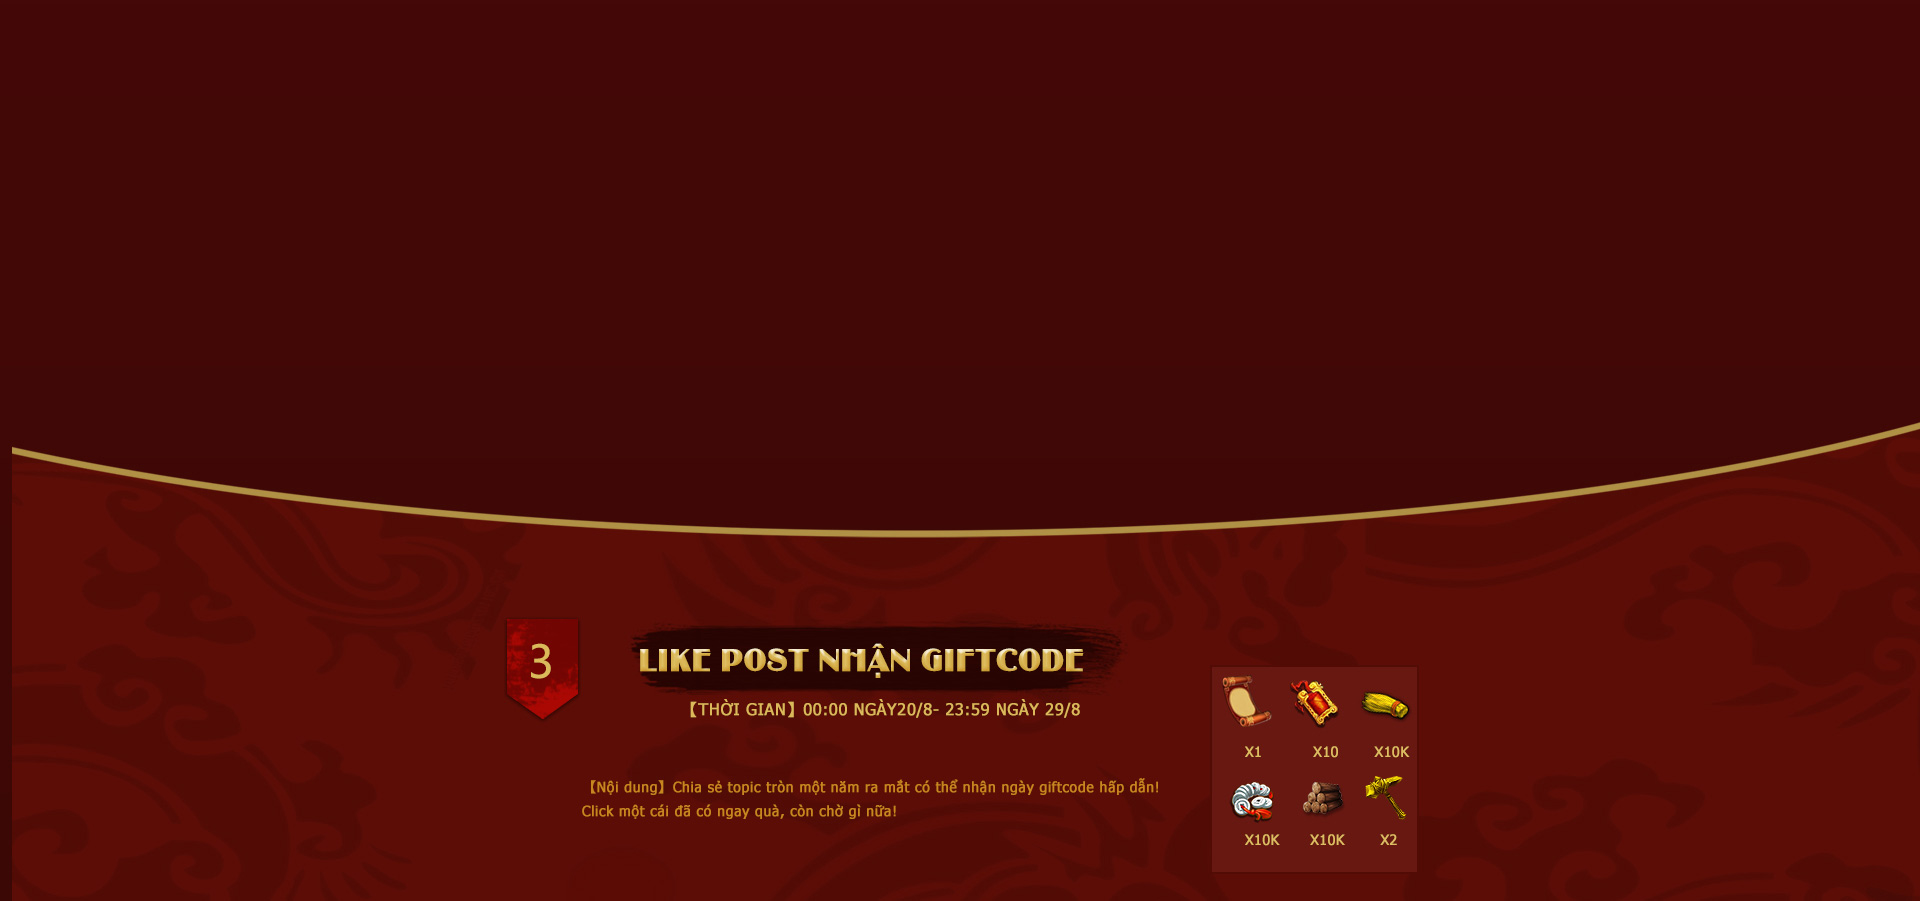 3
LIKE POST NHẬN GIFTCODE
【THỜI GIAN】00:00 NGÀY20/8- 23:59 NGÀY 29/8
【Nội dung】Chia sẻ topic tròn một năm ra mắt có thể nhận ngày giftcode hấp dẫn!
Click một cái đã có ngay quà, còn chờ gì nữa!
X1 X10 X10K
X10K X10K X2